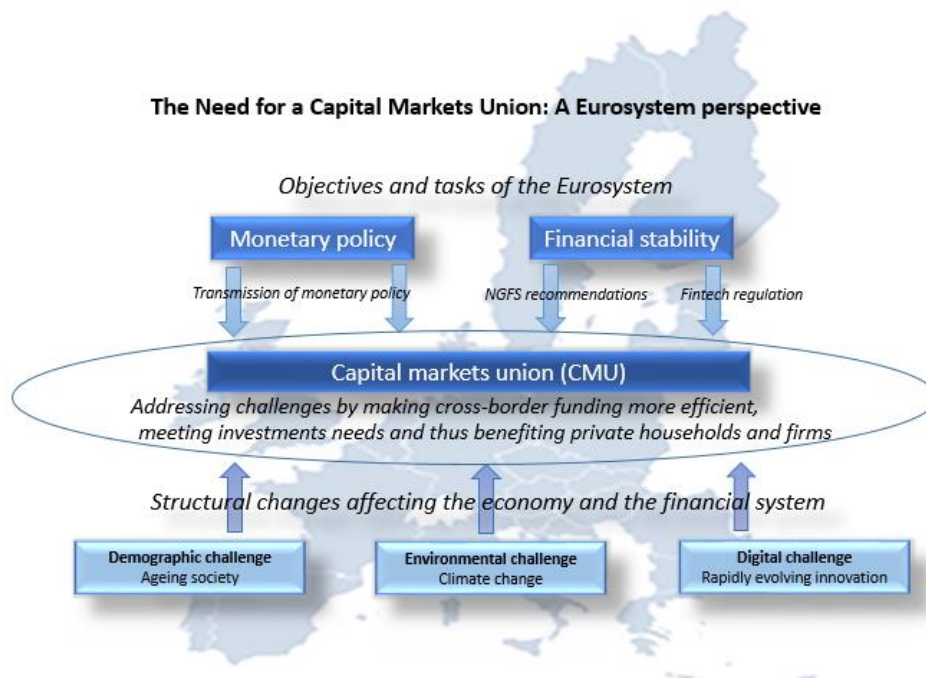 The Need for a Capital Markets Union: A Eurosystem perspective
Objectives and tasks of the Eurosystem
Monetary policy
Financial stability
Transmission of monetary policy
NGFS recommendations
Fintech regulation
Capital markets union (CMU)
Addressing challenges by making cross-border funding more efficient,
meeting investments needs and thus benefiting private households and firms
Structural changes affecting the economy and the financial system
Demographic challenge
Ageing society
Environmental challenge
Climate change
Digital challenge
Rapidly evolving innovation